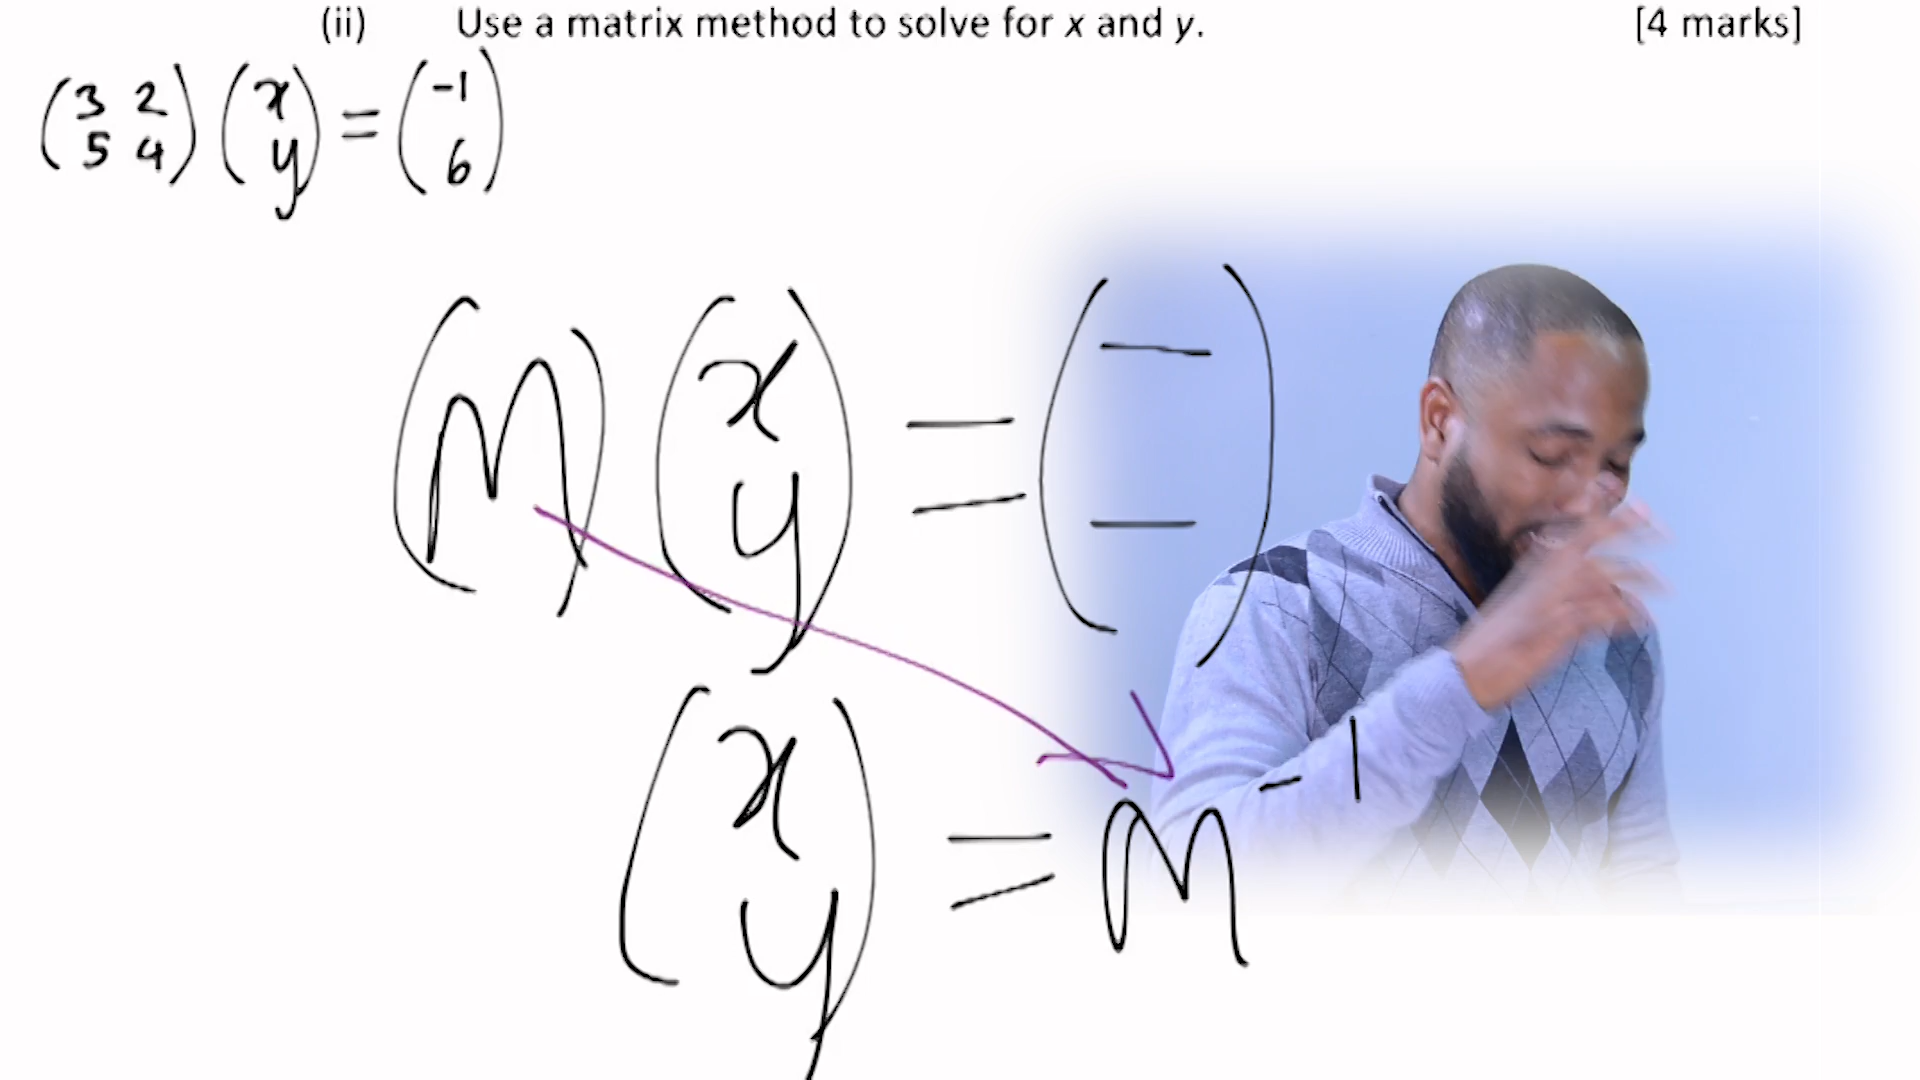 (ii) Use a matrix method to solve for x and y. [4 marks]
(3 2
5 4) (x
y) = (-1
6)
(M) (x
y) = (—
—)
(x
y) = M⁻¹